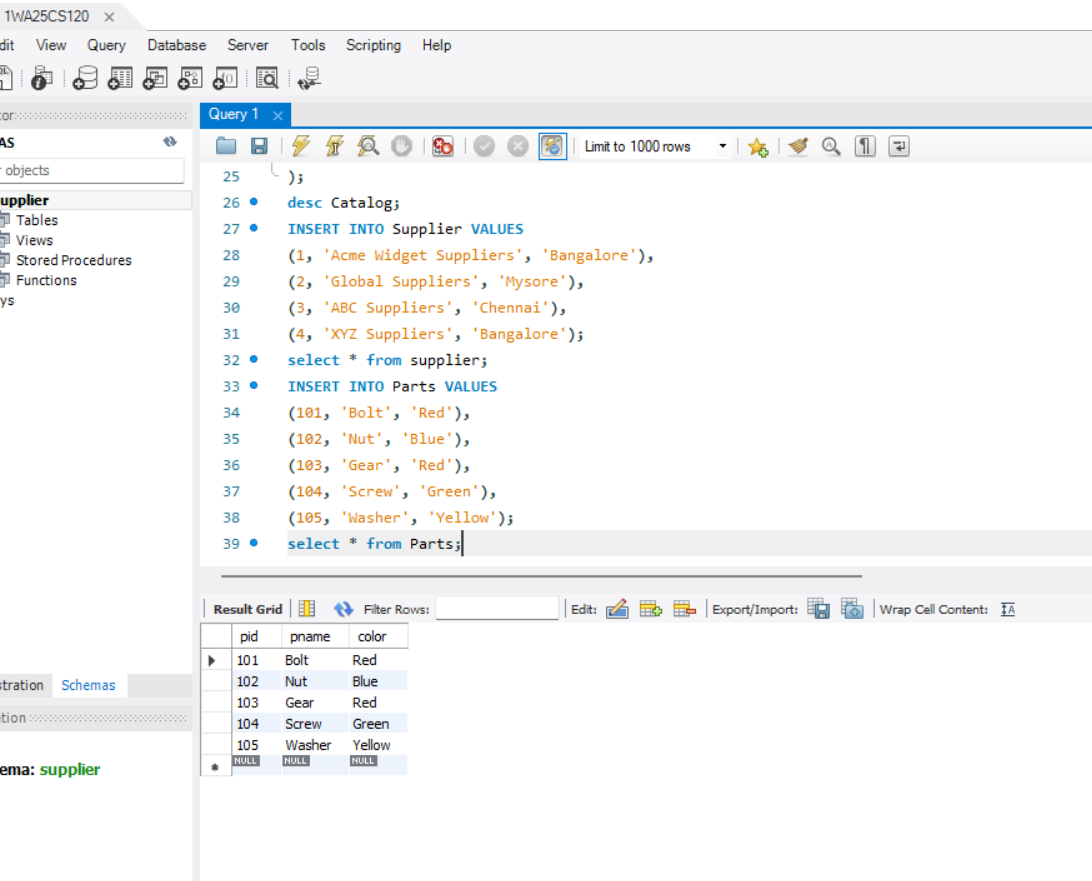 1WA25CS120
dit View Query Database Server Tools Scripting Help
tor
Query 1
AS
r objects
Limit to 1000 rows
upplier
Tables
Views
Stored Procedures
Functions
ys
25 );
26 desc Catalog;
27 INSERT INTO Supplier VALUES
28 (1, 'Acme Widget Suppliers', 'Bangalore'),
29 (2, 'Global Suppliers', 'Mysore'),
30 (3, 'ABC Suppliers', 'Chennai'),
31 (4, 'XYZ Suppliers', 'Bangalore');
32 select * from supplier;
33 INSERT INTO Parts VALUES
34 (101, 'Bolt', 'Red'),
35 (102, 'Nut', 'Blue'),
36 (103, 'Gear', 'Red'),
37 (104, 'Screw', 'Green'),
38 (105, 'Washer', 'Yellow');
39 select * from Parts;
Result Grid Filter Rows: Edit: Export/Import: Wrap Cell Content:
pid pname color
101 Bolt Red
102 Nut Blue
103 Gear Red
104 Screw Green
105 Washer Yellow
NULL NULL NULL
stration Schemas
ation
ema: supplier